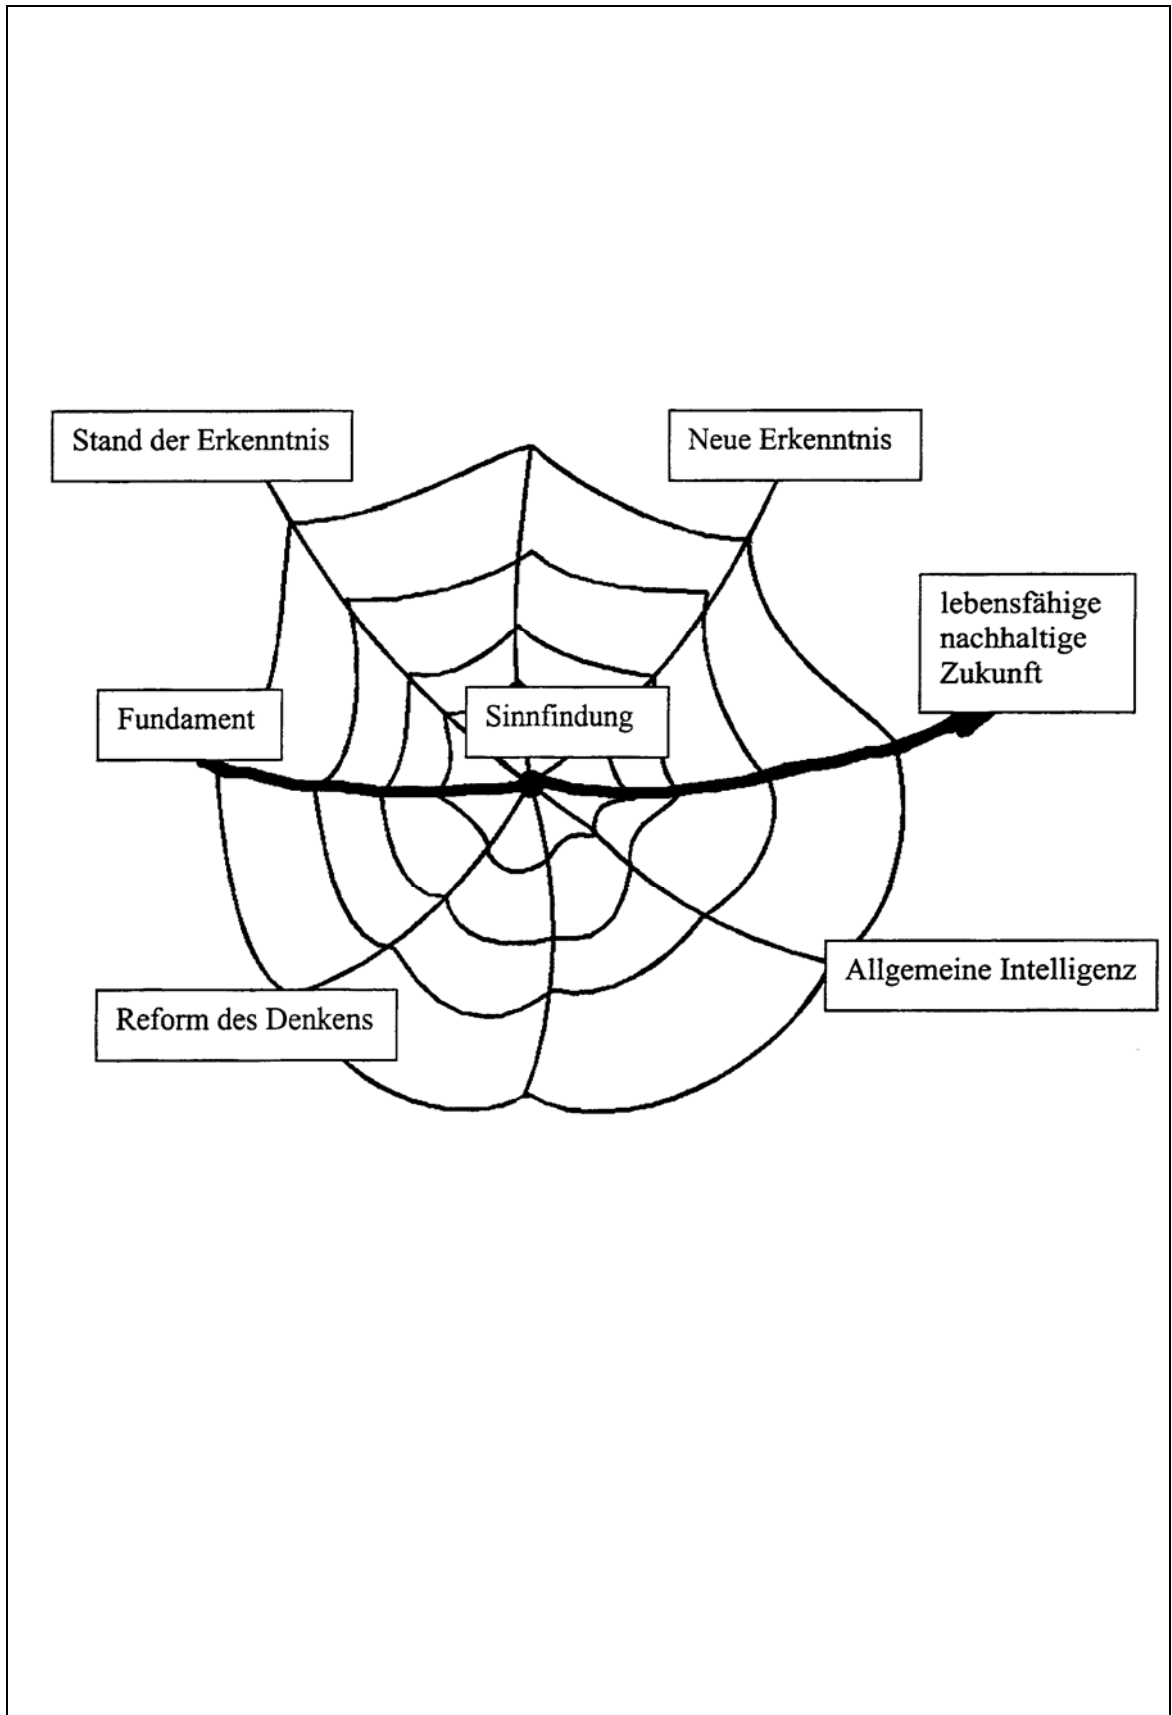 Stand der Erkenntnis
Neue Erkenntnis
lebensfähige
nachhaltige
Zukunft
Fundament
Sinnfindung
Allgemeine Intelligenz
Reform des Denkens